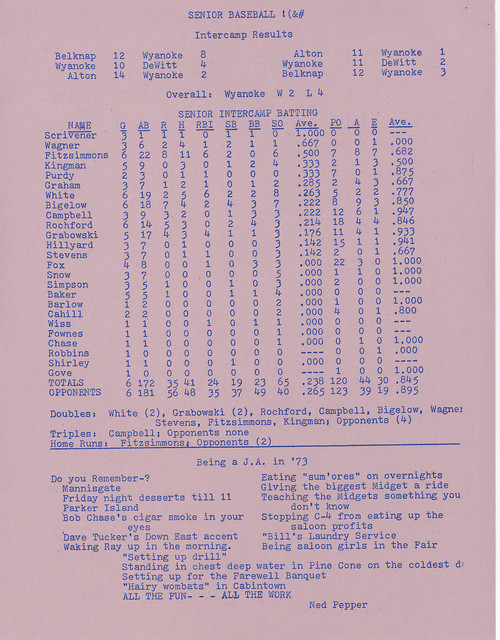 SENIOR BASEBALL !(&#
Intercamp Results
Belknap 12 Wyanoke 8 Alton 11 Wyanoke 1
Wyanoke 10 DeWitt 4 Wyanoke 11 DeWitt 2
Alton 14 Wyanoke 2 Belknap 12 Wyanoke 3
Overall: Wyanoke W 2 L 4
SENIOR INTERCAMP BATTING
NAME G AB R H RBI SB BB SO Ave. PO A E Ave.
Scrivener 3 1 1 1 0 1 1 0 1.000 0 0 0 ---
Wagner 3 6 2 4 1 2 1 1 .667 0 0 1 .000
Fitzsimmons 6 22 8 11 6 2 0 6 .500 7 8 7 .682
Kingman 5 9 0 3 0 1 2 4 .333 2 1 3 .500
Purdy 2 3 0 1 1 0 0 0 .333 7 0 1 .875
Graham 3 7 1 2 1 0 1 2 .285 2 4 3 .667
White 6 19 2 5 6 2 2 8 .263 5 2 2 .777
Bigelow 6 18 7 4 2 4 3 7 .222 8 9 3 .850
Campbell 3 9 3 2 0 1 3 3 .222 12 6 1 .947
Rochford 6 14 5 3 0 2 4 3 .214 18 4 4 .846
Grabowski 5 17 4 3 4 1 1 3 .176 11 4 1 .933
Hillyard 3 7 0 1 0 0 0 3 .142 15 1 1 .941
Stevens 3 7 0 1 1 0 0 3 .142 2 0 1 .667
Fox 4 8 0 0 1 0 3 3 .000 22 3 0 1.000
Snow 3 7 0 0 0 0 0 5 .000 1 1 0 1.000
Simpson 3 5 1 0 0 1 0 3 .000 2 0 0 1.000
Baker 5 5 1 0 0 1 1 4 .000 0 0 0 ---
Barlow 1 2 0 0 0 0 0 2 .000 1 0 0 1.000
Cahill 2 2 0 0 0 0 0 2 .000 4 0 1 .800
Wiss 1 1 0 0 1 0 1 0 .000 0 0 0 ---
Fownes 1 1 0 0 0 0 0 1 .000 0 0 0 ---
Chase 1 1 0 0 0 0 0 1 .000 0 1 0 1.000
Robbins 1 0 0 0 0 0 0 0 ---- 0 0 1 .000
Shirley 1 1 0 0 0 1 0 0 .000 0 0 0 ---
Gove 1 0 0 0 0 0 0 0 ---- 1 0 0 1.000
TOTALS 6 172 35 41 24 19 23 65 .238 120 44 30 .845
OPPONENTS 6 181 56 48 35 37 49 40 .265 123 39 19 .895
Doubles: White (2), Grabowski (2), Rochford, Campbell, Bigelow, Wagner
Stevens, Fitzsimmons, Kingman; Opponents (4)
Triples: Campbell; Opponents none
Home Runs: Fitzsimmons; Opponents (2)
Being a J.A. in '73
Do you Remember-? Eating "sum'ores" on overnights
Mannisgate Giving the biggest Midget a ride
Friday night desserts till 11 Teaching the Midgets something you
Parker Island don't know
Bob Chase's cigar smoke in your Stopping C-4 from eating up the
eyes saloon profits
Dave Tucker's Down East accent "Bill's Laundry Service
Waking Ray up in the morning. Being saloon girls in the Fair
"Setting up drill"
Standing in chest deep water in Pine Cone on the coldest d
Setting up for the Farewell Banquet
"Hairy wombats" in Cabintown
ALL THE FUN- - - ALL THE WORK
Ned Pepper